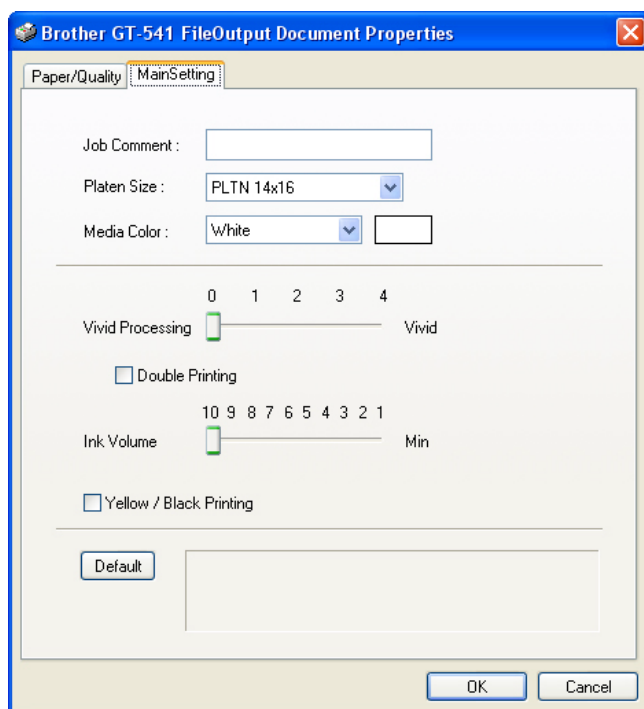 Brother GT-541 FileOutput Document Properties
Paper/Quality MainSetting
Job Comment :
Platen Size : PLTN 14x16
Media Color : White
0 1 2 3 4
Vivid Processing Vivid
Double Printing
10 9 8 7 6 5 4 3 2 1
Ink Volume Min
Yellow / Black Printing
Default
OK Cancel